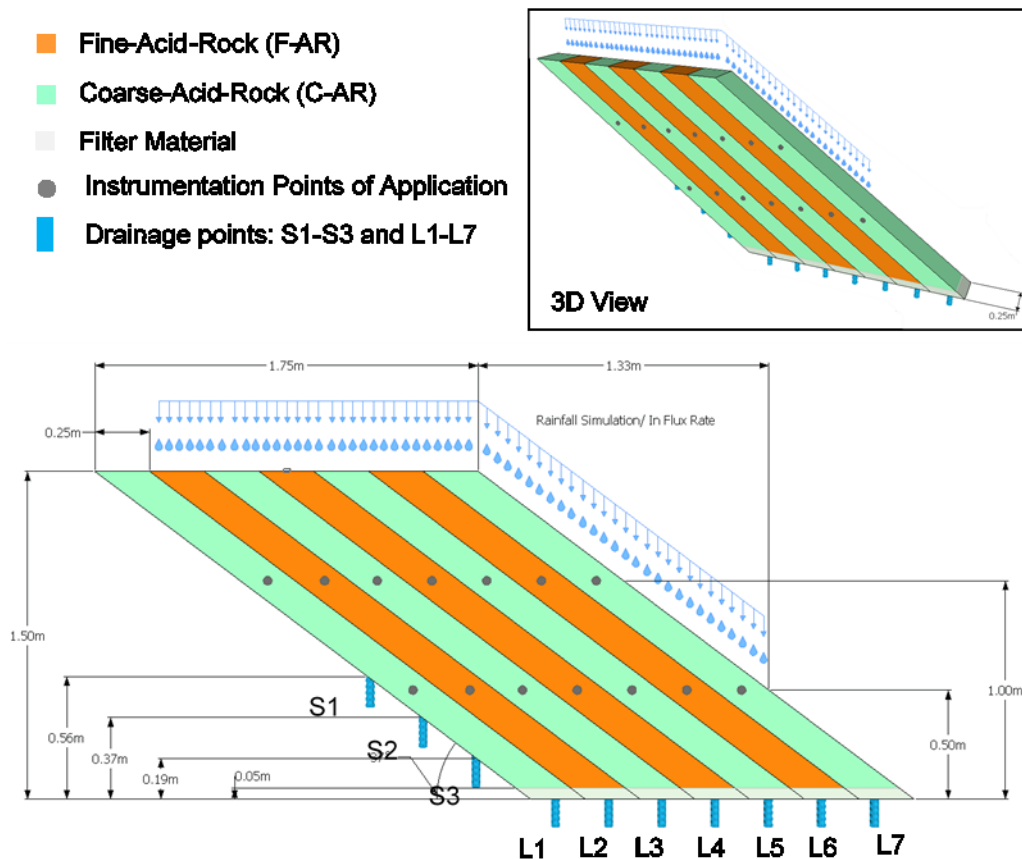 Fine-Acid-Rock (F-AR)
Coarse-Acid-Rock (C-AR)
Filter Material
Instrumentation Points of Application
Drainage points: S1-S3 and L1-L7
3D View
0.25m
1.75m
1.33m
Rainfall Simulation/ In Flux Rate
0.25m
1.50m
1.00m
S1
0.56m
0.50m
0.37m
S2
0.19m
0.05m
S3
L1 L2 L3 L4 L5 L6 L7